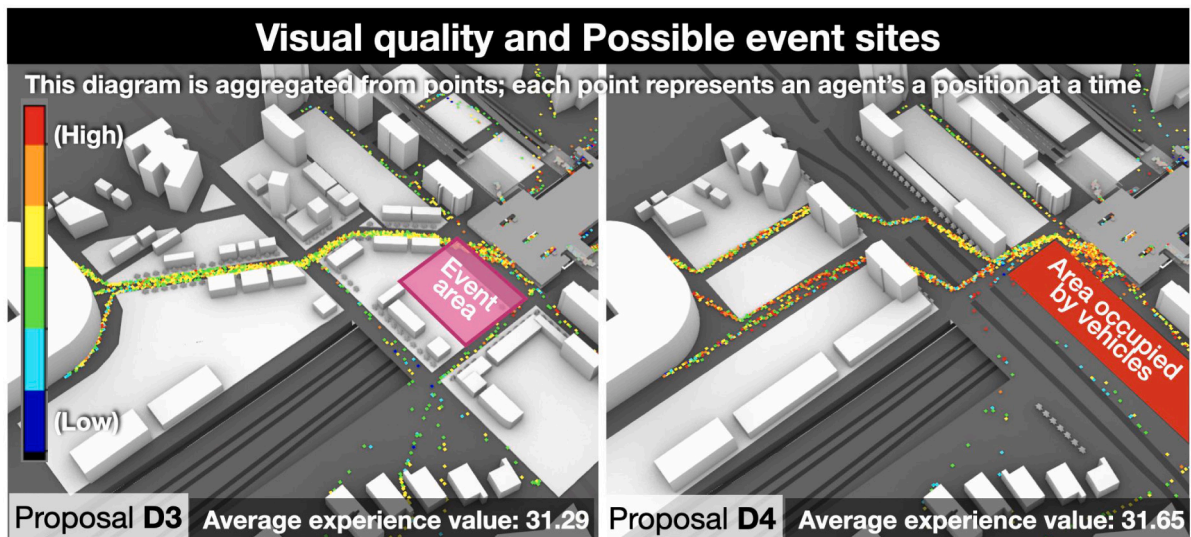 Visual quality and Possible event sites
This diagram is aggregated from points; each point represents an agent's a position at a time
(High)
(Low)
Event
area
Area occupied
by vehicles
Proposal D3
Average experience value: 31.29
Proposal D4
Average experience value: 31.65